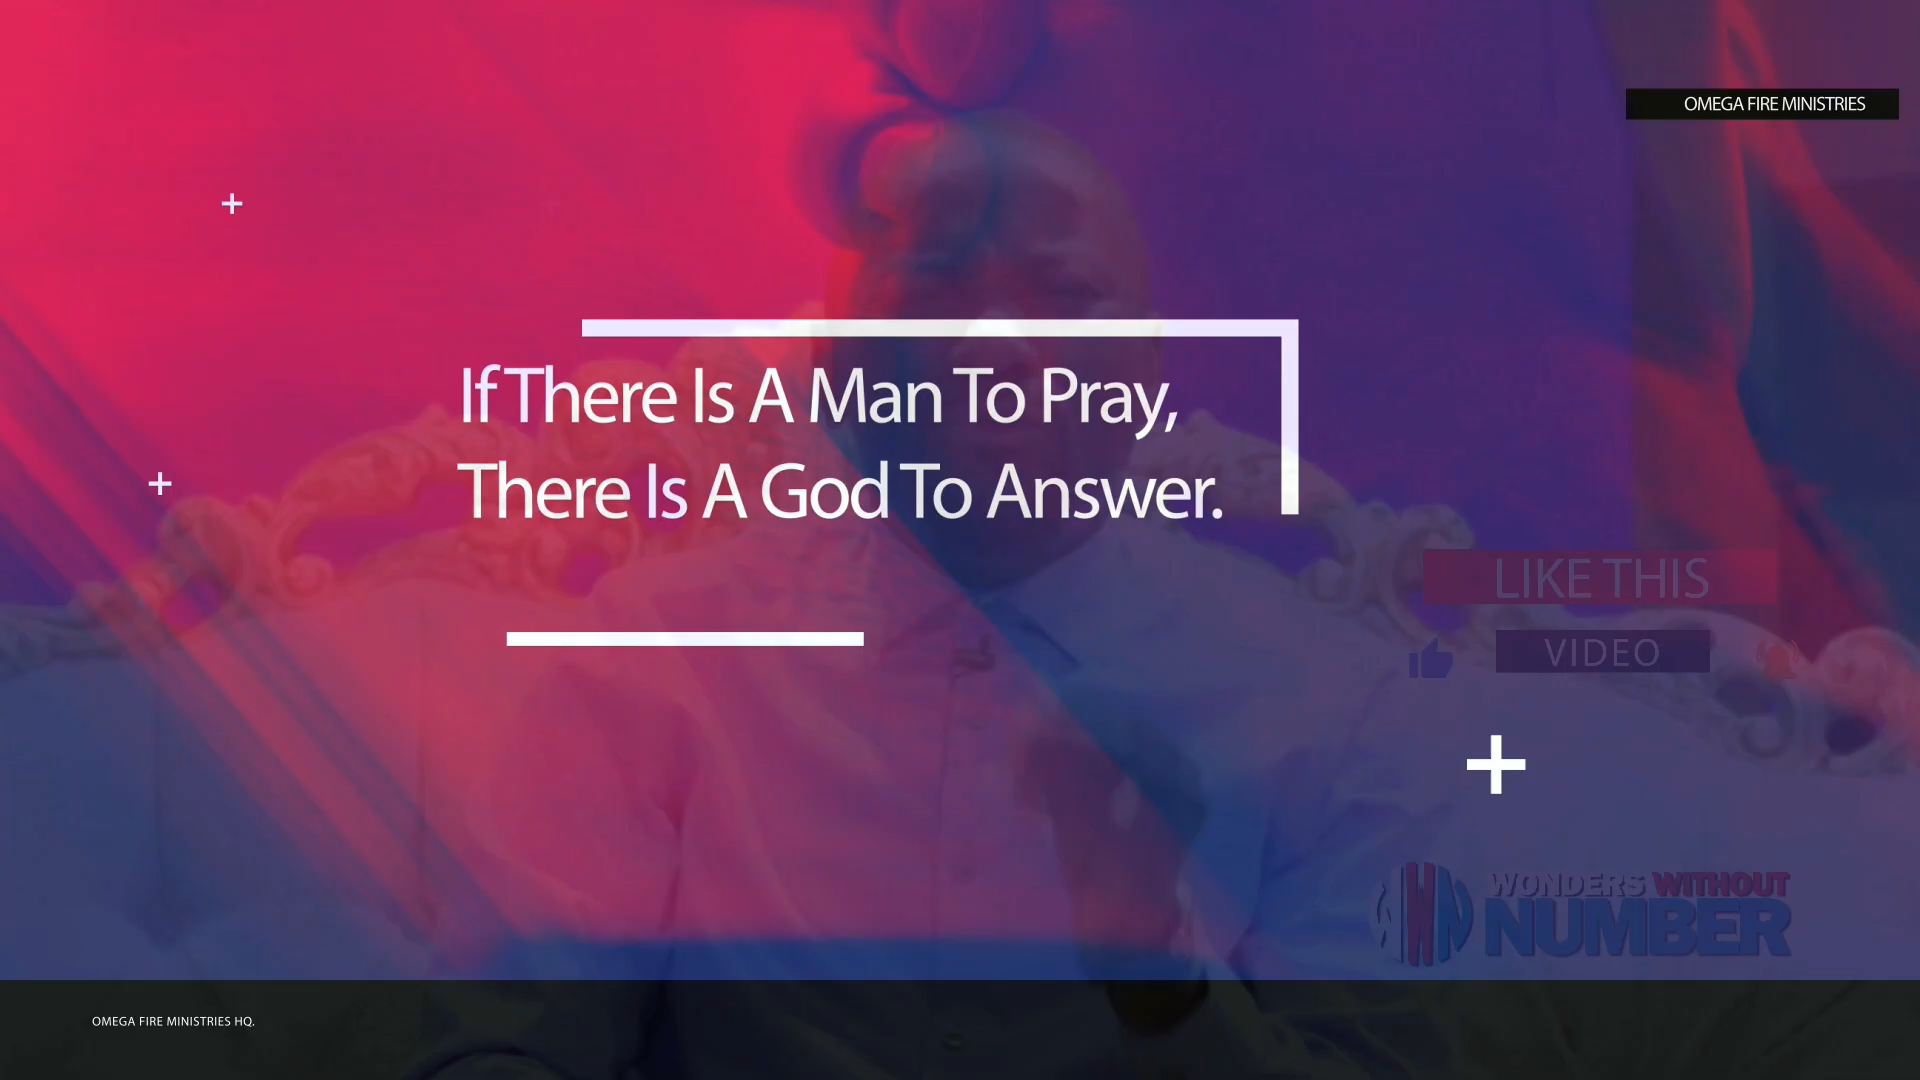 OMEGA FIRE MINISTRIES
If There Is A Man To Pray,
There Is A God To Answer.
LIKE THIS
VIDEO
WONDERS WITHOUT
NUMBER
OMEGA FIRE MINISTRIES HQ.